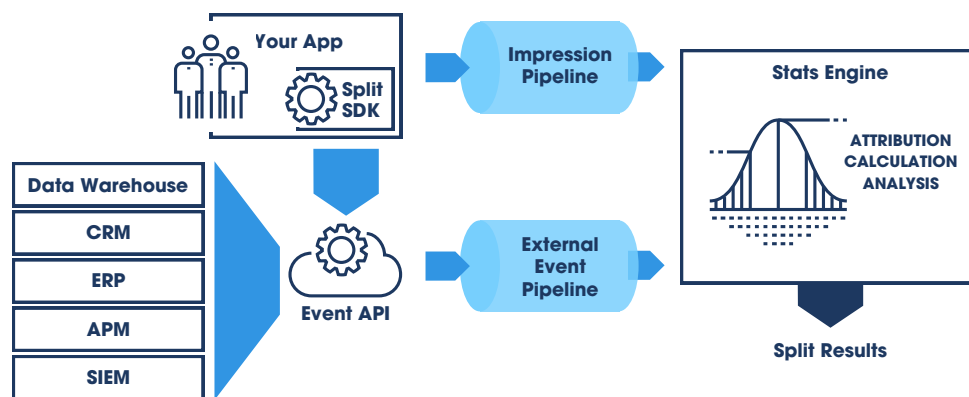 Your App
Split
SDK
Impression
Pipeline
Stats Engine
ATTRIBUTION
CALCULATION
ANALYSIS
Data Warehouse
CRM
ERP
APM
SIEM
Event API
External
Event
Pipeline
Split Results